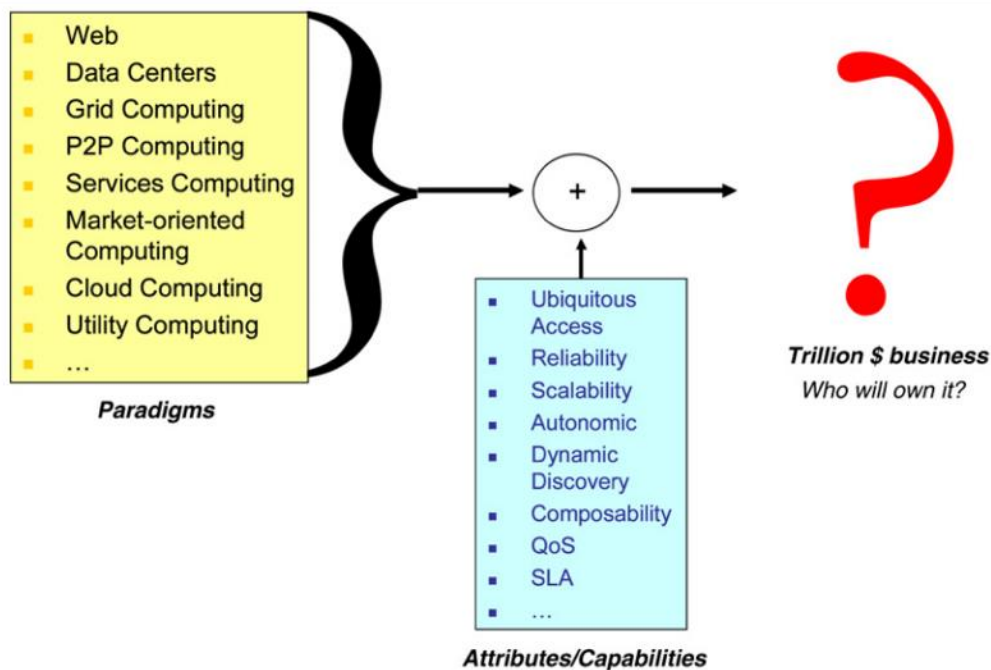 Web
Data Centers
Grid Computing
P2P Computing
Services Computing
Market-oriented
Computing
Cloud Computing
Utility Computing
...
Paradigms
+
?
Trillion $ business
Who will own it?
Ubiquitous
Access
Reliability
Scalability
Autonomic
Dynamic
Discovery
Composability
QoS
SLA
...
Attributes/Capabilities